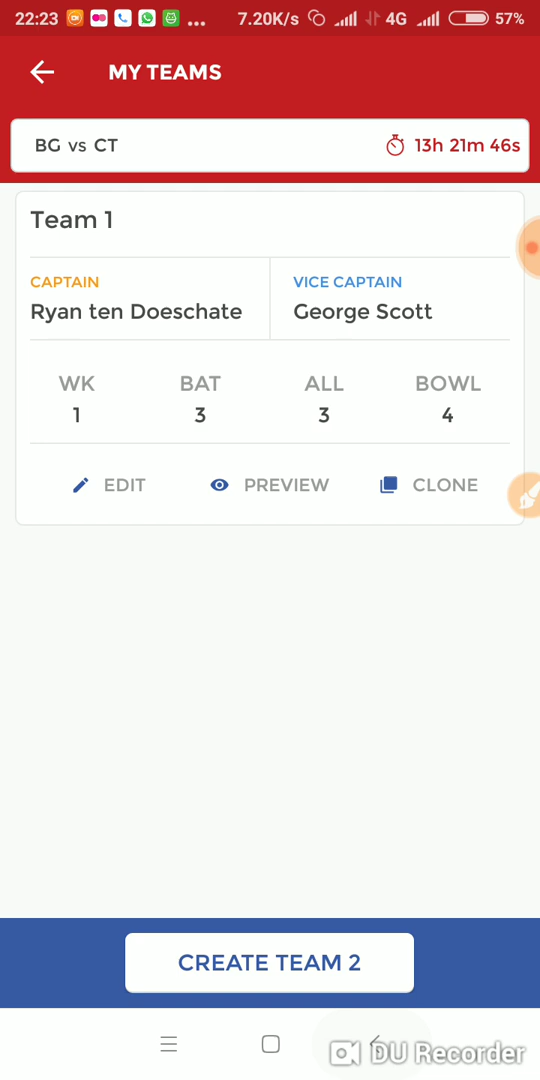 22:23 ... 7.20K/s 4G 57%
MY TEAMS
BG vs CT 13h 21m 46s
Team 1
CAPTAIN VICE CAPTAIN
Ryan ten Doeschate George Scott
WK BAT ALL BOWL
1 3 3 4
EDIT PREVIEW CLONE
CREATE TEAM 2
DU Recorder